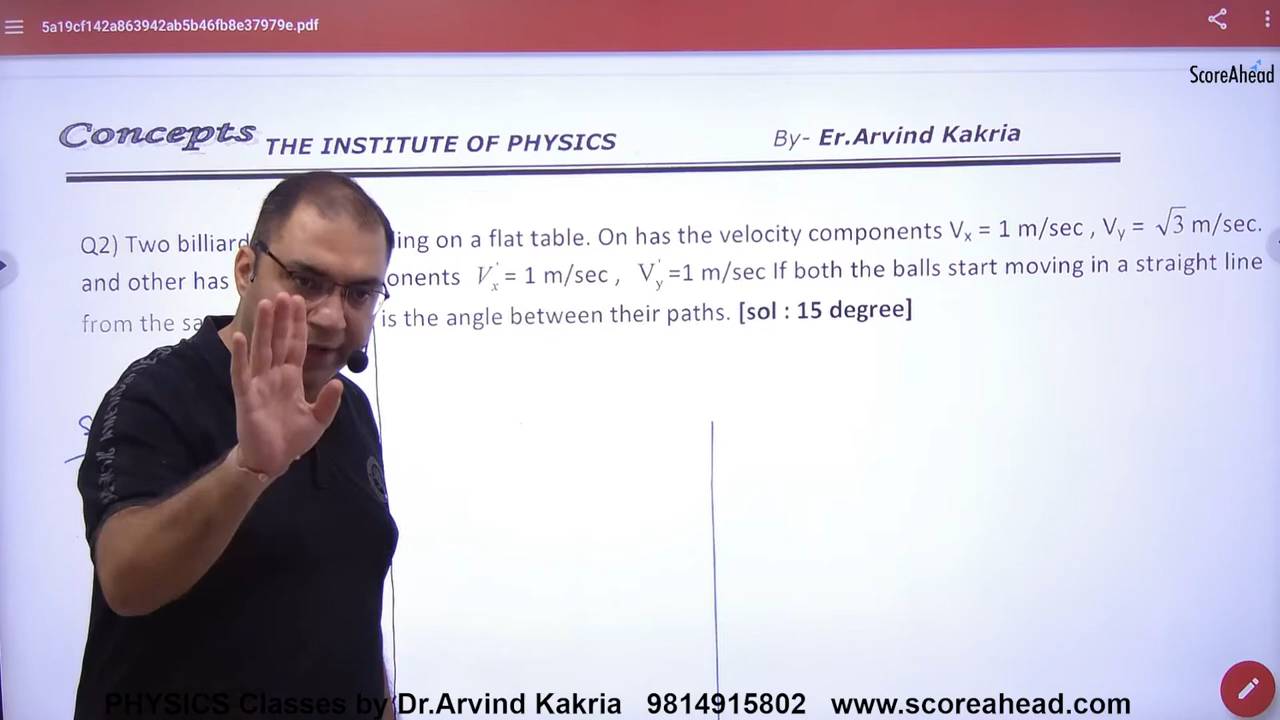 5a19cf142a863942ab5b46fb8e37979e.pdf
ScoreAhead
Concepts THE INSTITUTE OF PHYSICS By- Er.Arvind Kakria
Q2) Two billiard ing on a flat table. On has the velocity components Vₓ = 1 m/sec , Vᵧ = √3 m/sec.
and other has onents Vₓ' = 1 m/sec , Vᵧ' =1 m/sec If both the balls start moving in a straight line
from the sa is the angle between their paths. [sol : 15 degree]
PHYSICS Classes by Dr.Arvind Kakria 9814915802 www.scoreahead.com